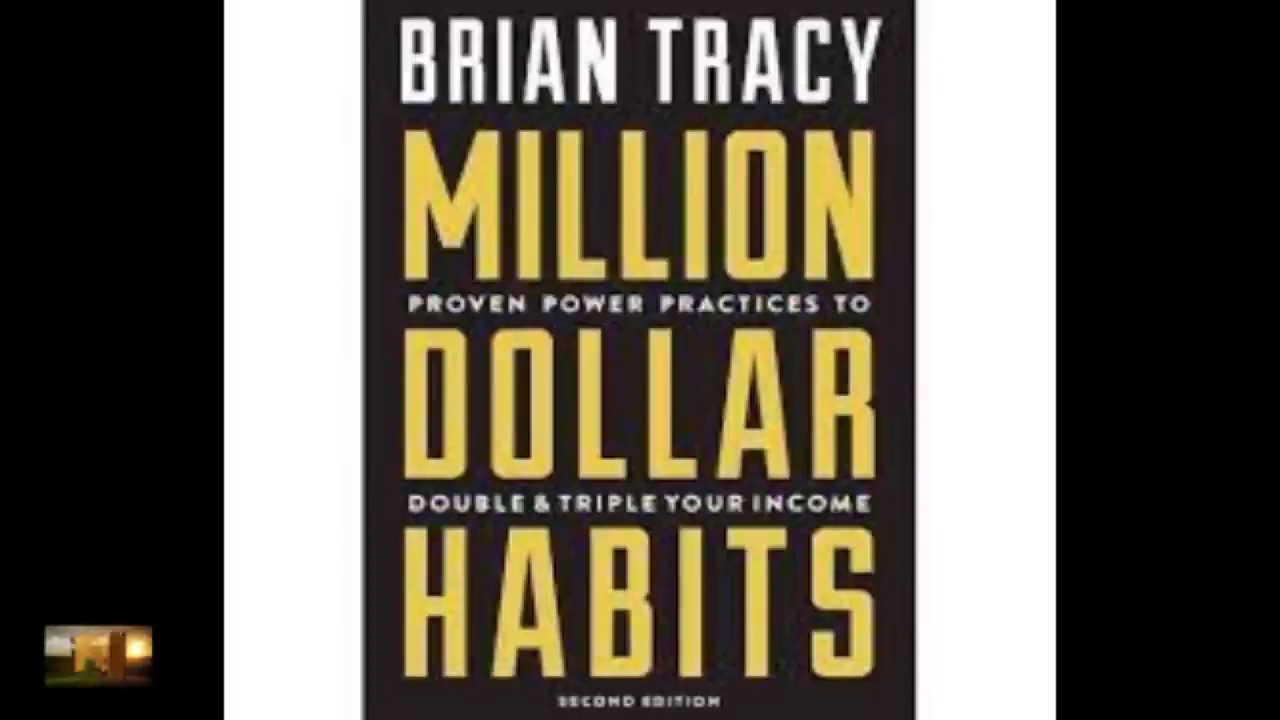 BRIAN TRACY
MILLION
PROVEN POWER PRACTICES TO
DOLLAR
DOUBLE & TRIPLE YOUR INCOME
HABITS
SECOND EDITION